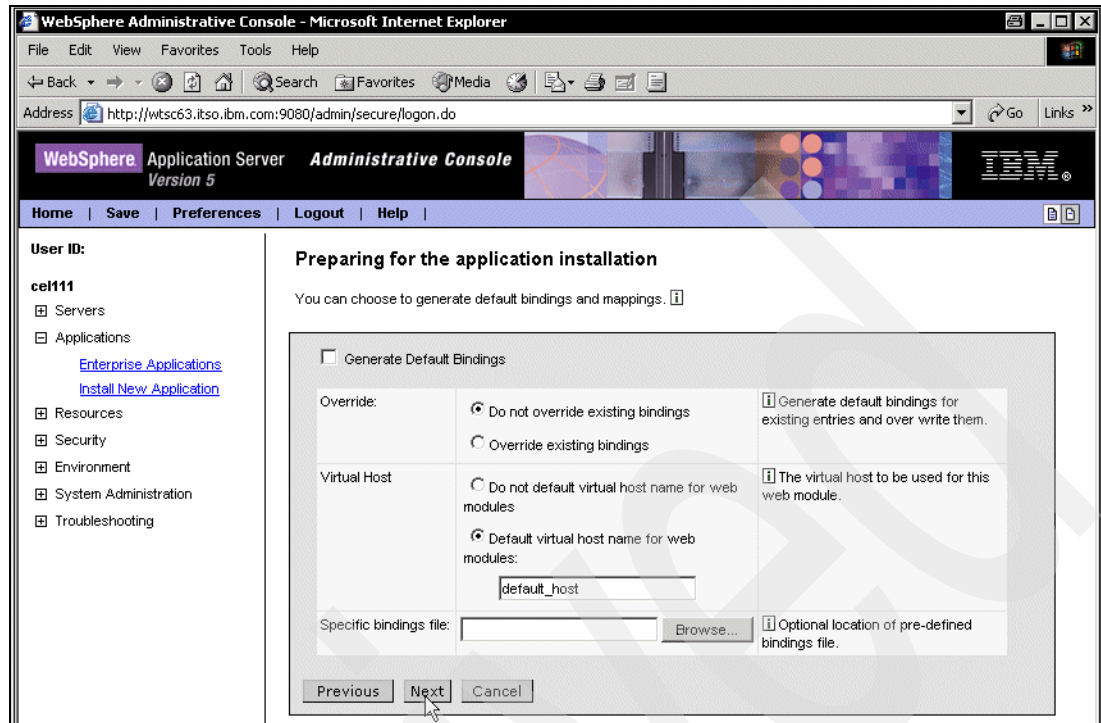 WebSphere Administrative Console - Microsoft Internet Explorer
File Edit View Favorites Tools Help
Back Search Favorites Media
Address http://wtsc63.itso.ibm.com:9080/admin/secure/logon.do Go Links »
WebSphere Application Server Administrative Console
Version 5
IBM®
Home | Save | Preferences | Logout | Help |
User ID:
cel111
Servers
Applications
Enterprise Applications
Install New Application
Resources
Security
Environment
System Administration
Troubleshooting
Preparing for the application installation
You can choose to generate default bindings and mappings. i
Generate Default Bindings
Override:
Do not override existing bindings
Override existing bindings
i Generate default bindings for
existing entries and over write them.
Virtual Host
Do not default virtual host name for web
modules
Default virtual host name for web
modules:
default_host
i The virtual host to be used for this
web module.
Specific bindings file:
Browse...
i Optional location of pre-defined
bindings file.
Previous Next Cancel